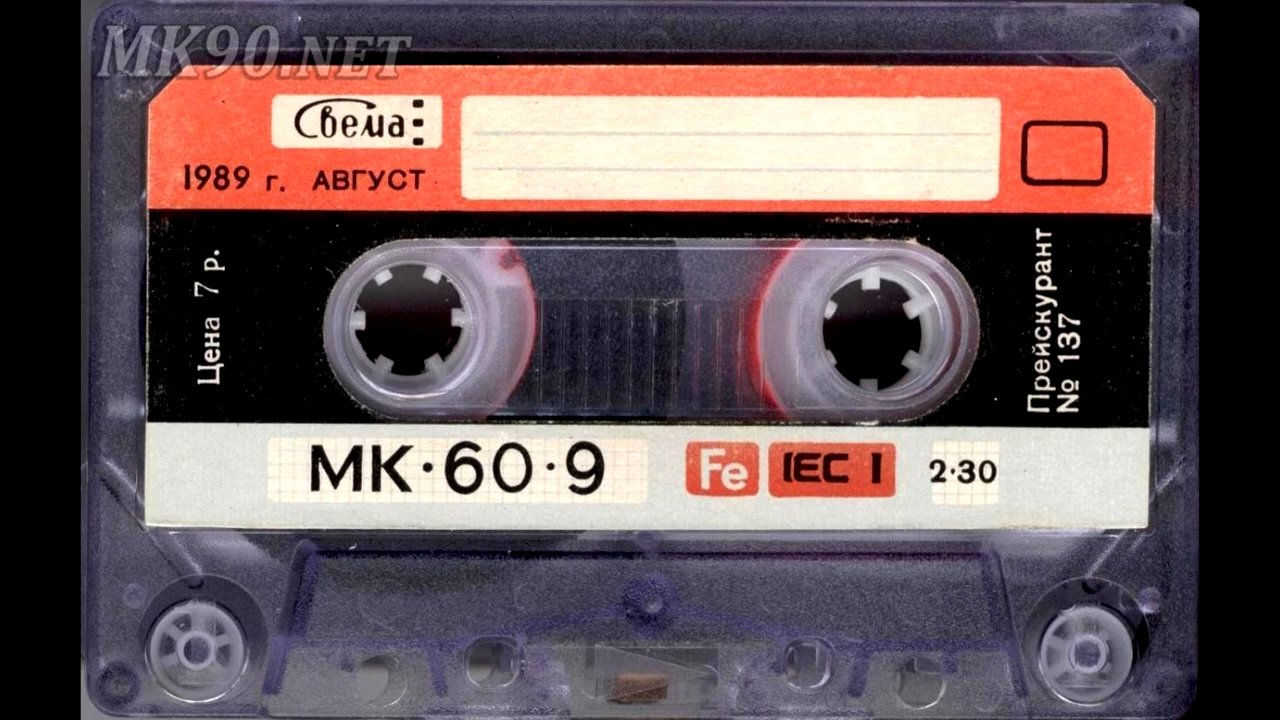 MK90.NET
Свема
1989 г. АВГУСТ
Цена 7 р.
Прейскурант
№ 137
МК·60·9
Fe
IEC I
2·30